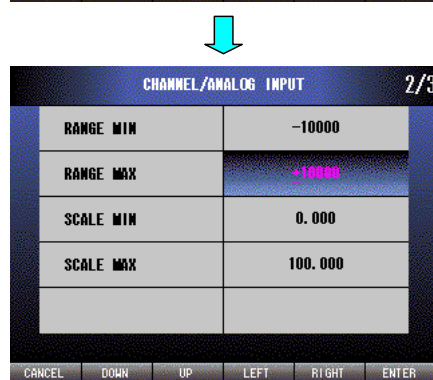 CHANNEL/ANALOG INPUT 2/3
RANGE MIN -10000
RANGE MAX +10000
SCALE MIN 0.000
SCALE MAX 100.000
CANCEL DOWN UP LEFT RIGHT ENTER